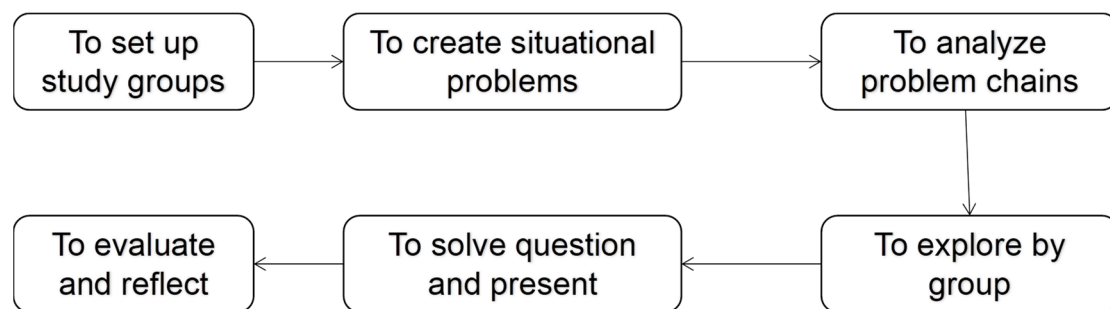 To set up
study groups
To create situational
problems
To analyze
problem chains
To explore by
group
To solve question
and present
To evaluate
and reflect